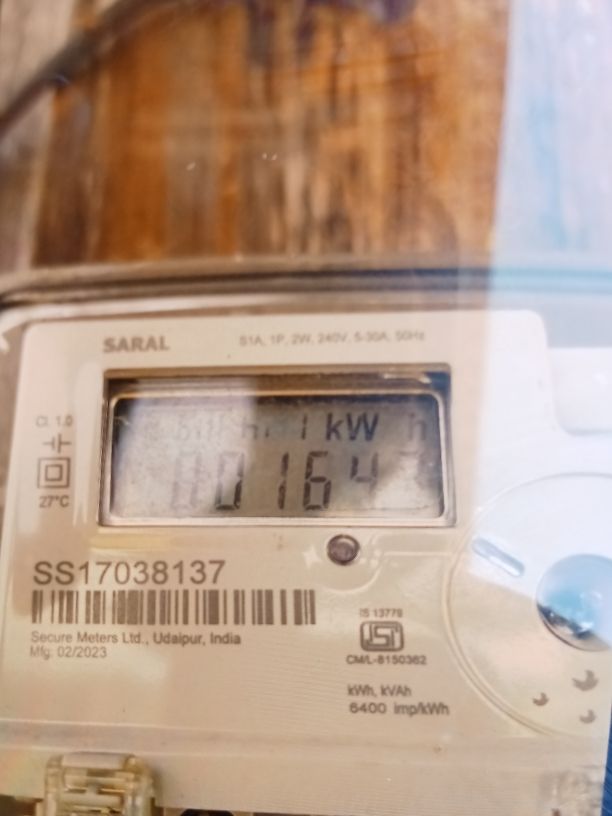 SARAL
S1A, 1P, 2W, 240V, 5-30A, 50Hz
Cl. 1.0
kW h
27°C
SS17038137
Secure Meters Ltd., Udaipur, India
Mfg: 02/2023
IS 13779
ISI
CM/L-8150362
kWh, kVAh
6400 imp/kWh